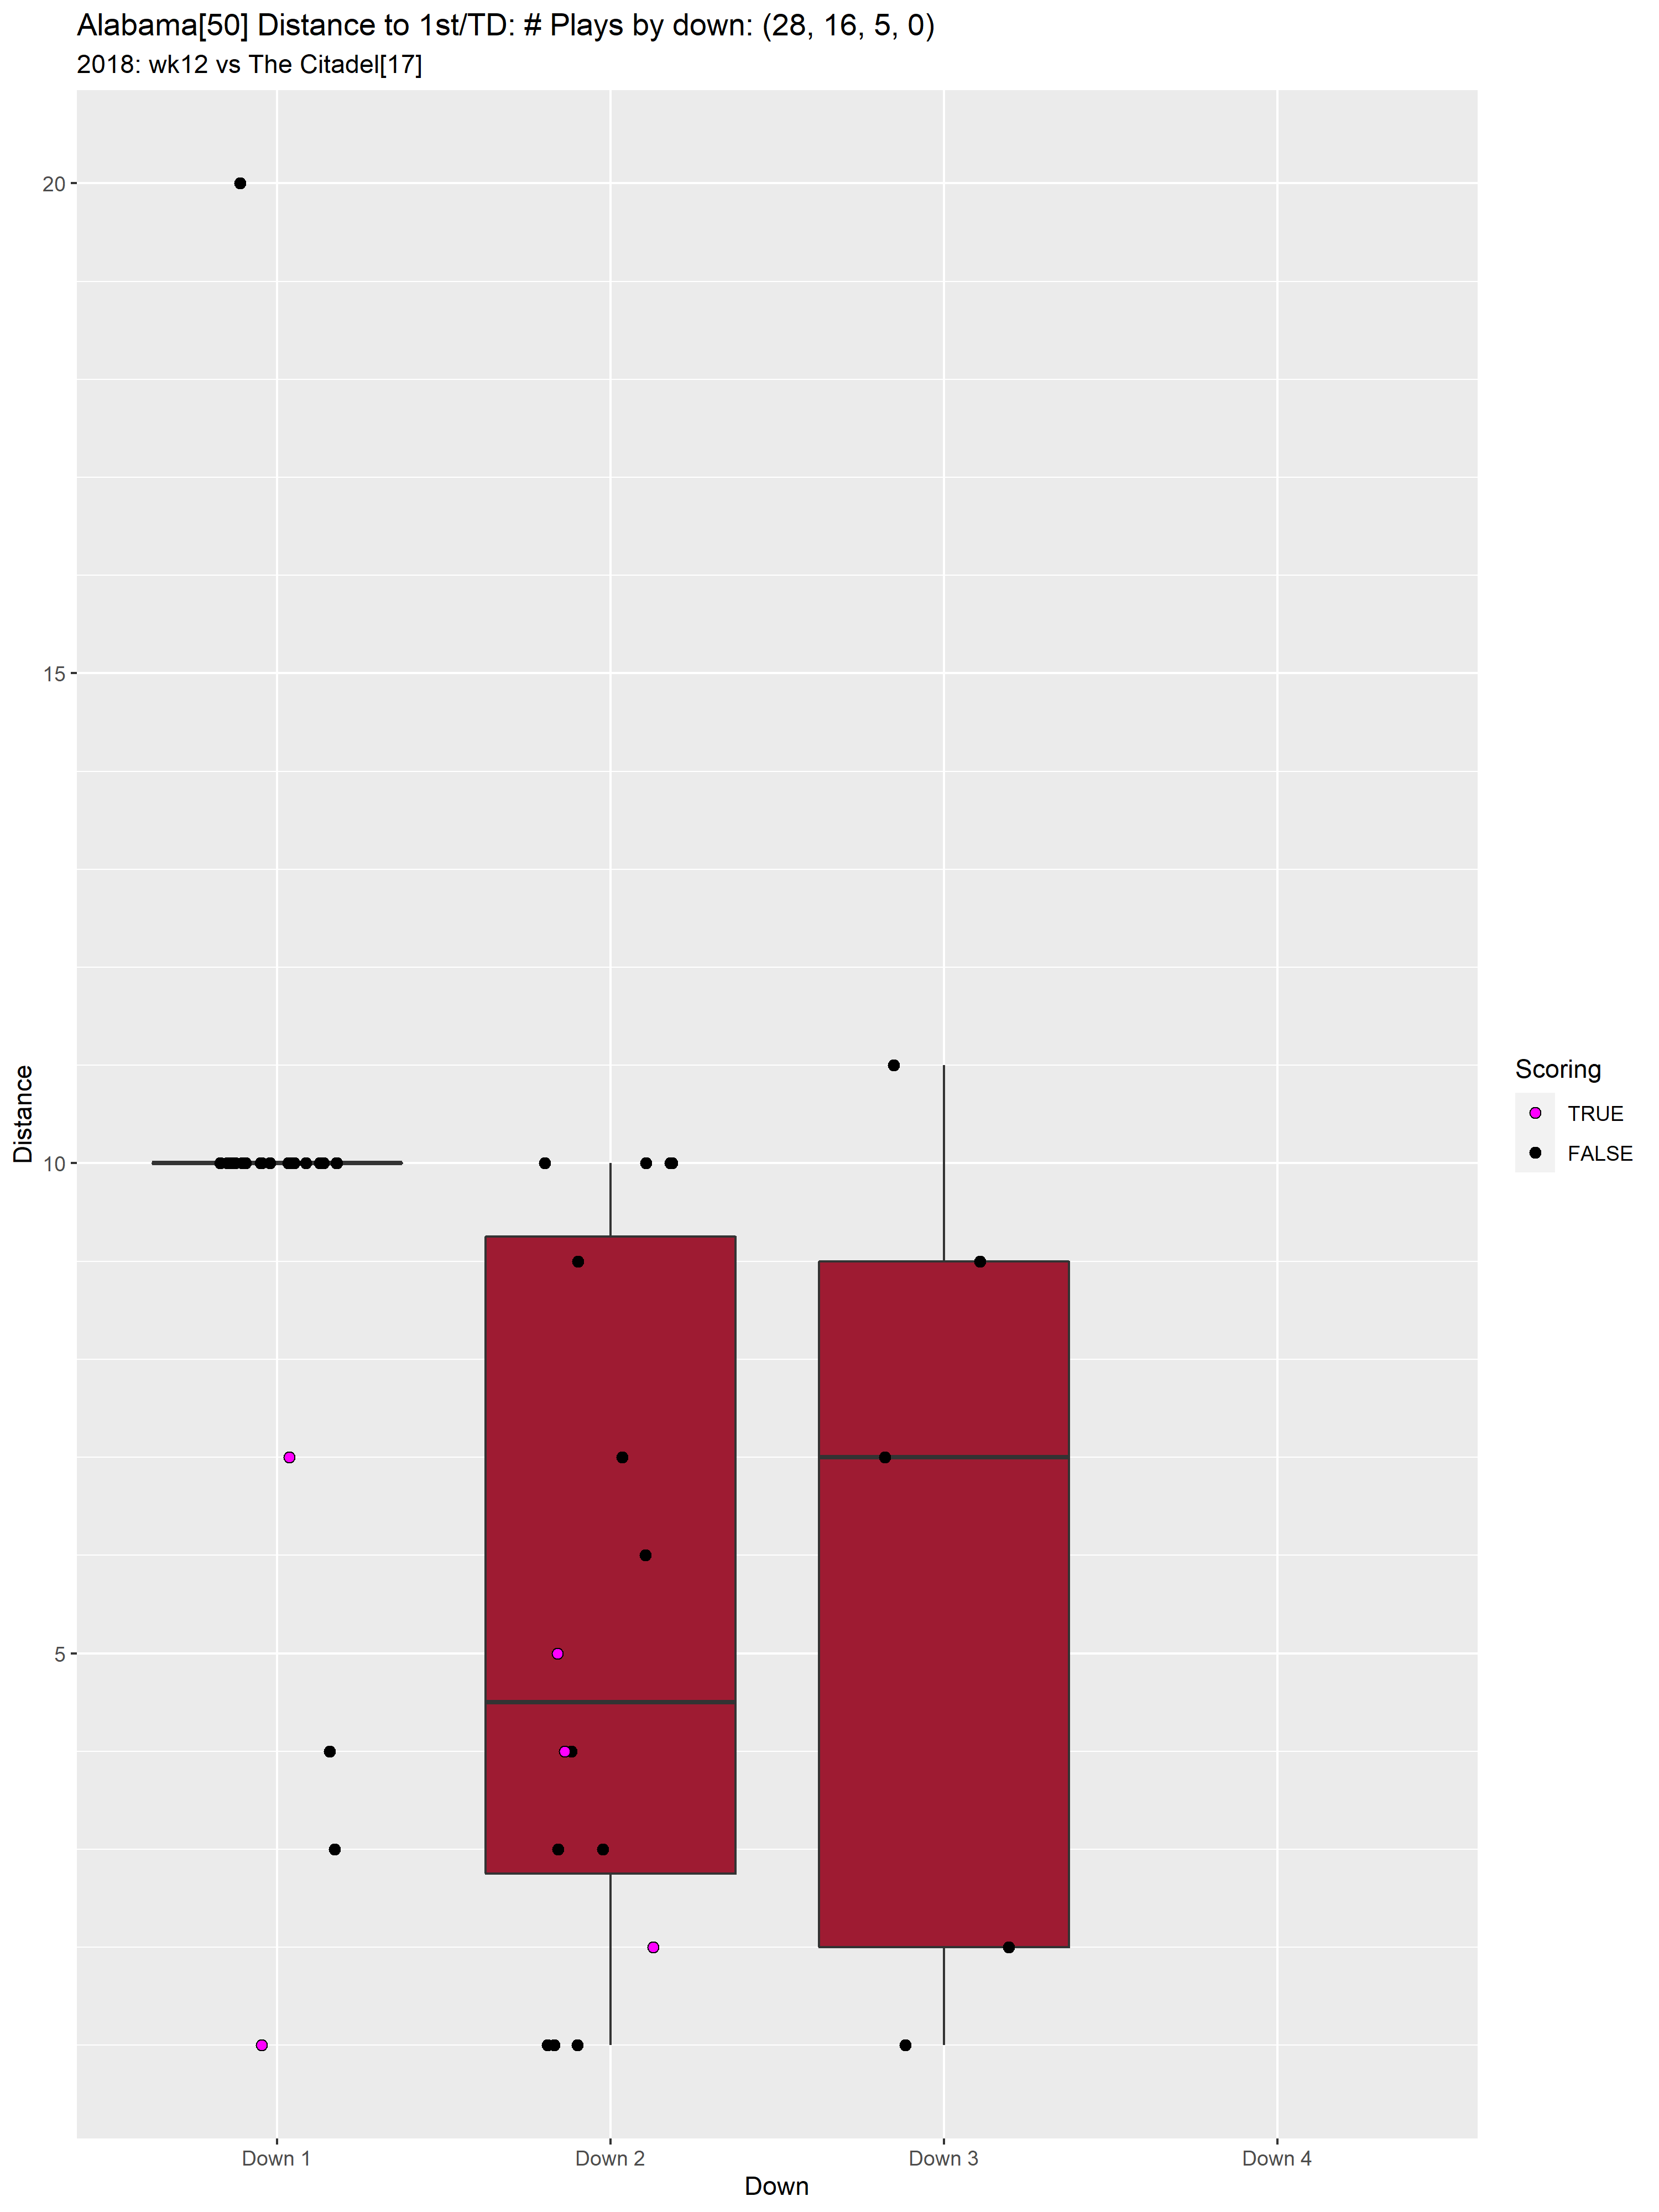 Alabama[50] Distance to 1st/TD: # Plays by down: (28, 16, 5, 0)
2018: wk12 vs The Citadel[17]
20
15
10
5
Distance
Down 1
Down 2
Down 3
Down 4
Down
Scoring
TRUE
FALSE